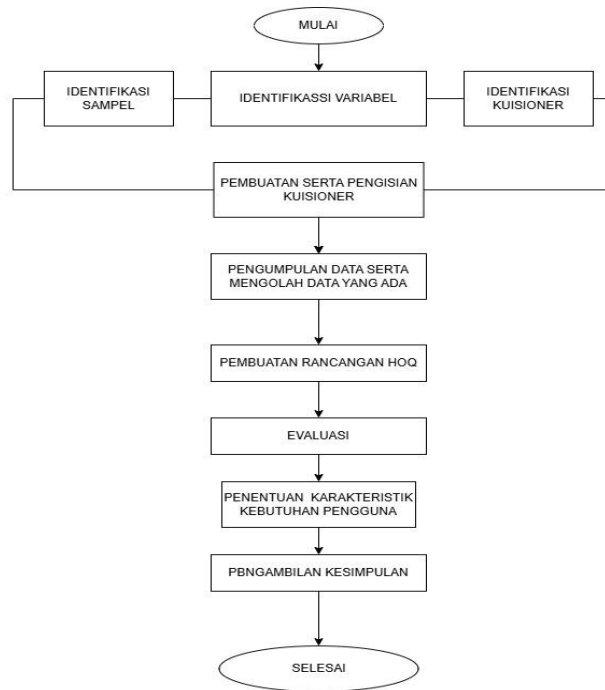 MULAI
IDENTIFIKASI
SAMPEL
IDENTIFIKASSI VARIABEL
IDENTIFIKASI
KUISIONER
PEMBUATAN SERTA PENGISIAN
KUISIONER
PENGUMPULAN DATA SERTA
MENGOLAH DATA YANG ADA
PEMBUATAN RANCANGAN HOQ
EVALUASI
PENENTUAN KARAKTERISTIK
KEBUTUHAN PENGGUNA
PBNGAMBILAN KESIMPULAN
SELESAI